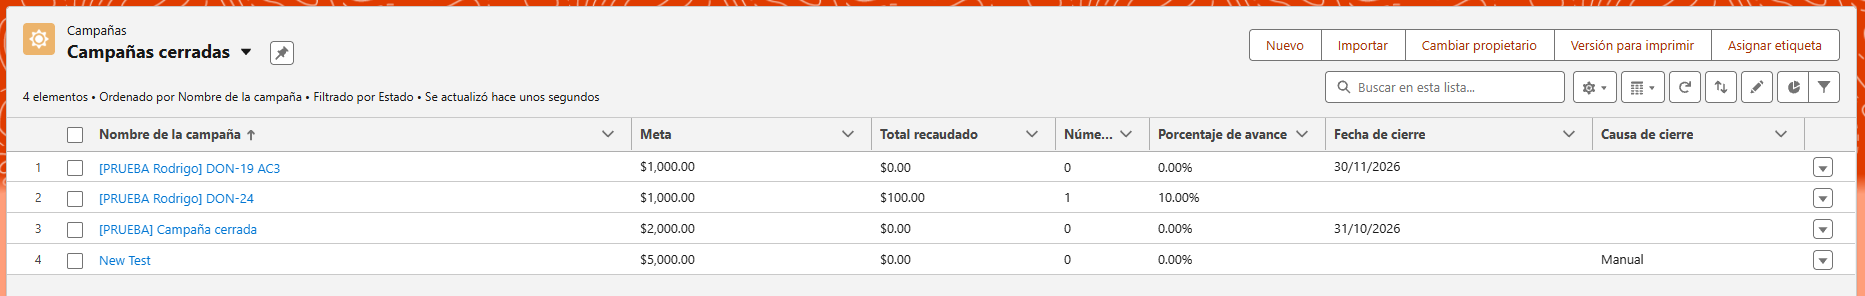 Campañas
Campañas cerradas
Nuevo Importar Cambiar propietario Versión para imprimir Asignar etiqueta
4 elementos • Ordenado por Nombre de la campaña • Filtrado por Estado • Se actualizó hace unos segundos
Buscar en esta lista...
Nombre de la campaña Meta Total recaudado Núme... Porcentaje de avance Fecha de cierre Causa de cierre
1 [PRUEBA Rodrigo] DON-19 AC3 $1,000.00 $0.00 0 0.00% 30/11/2026
2 [PRUEBA Rodrigo] DON-24 $1,000.00 $100.00 1 10.00%
3 [PRUEBA] Campaña cerrada $2,000.00 $0.00 0 0.00% 31/10/2026
4 New Test $5,000.00 $0.00 0 0.00% Manual